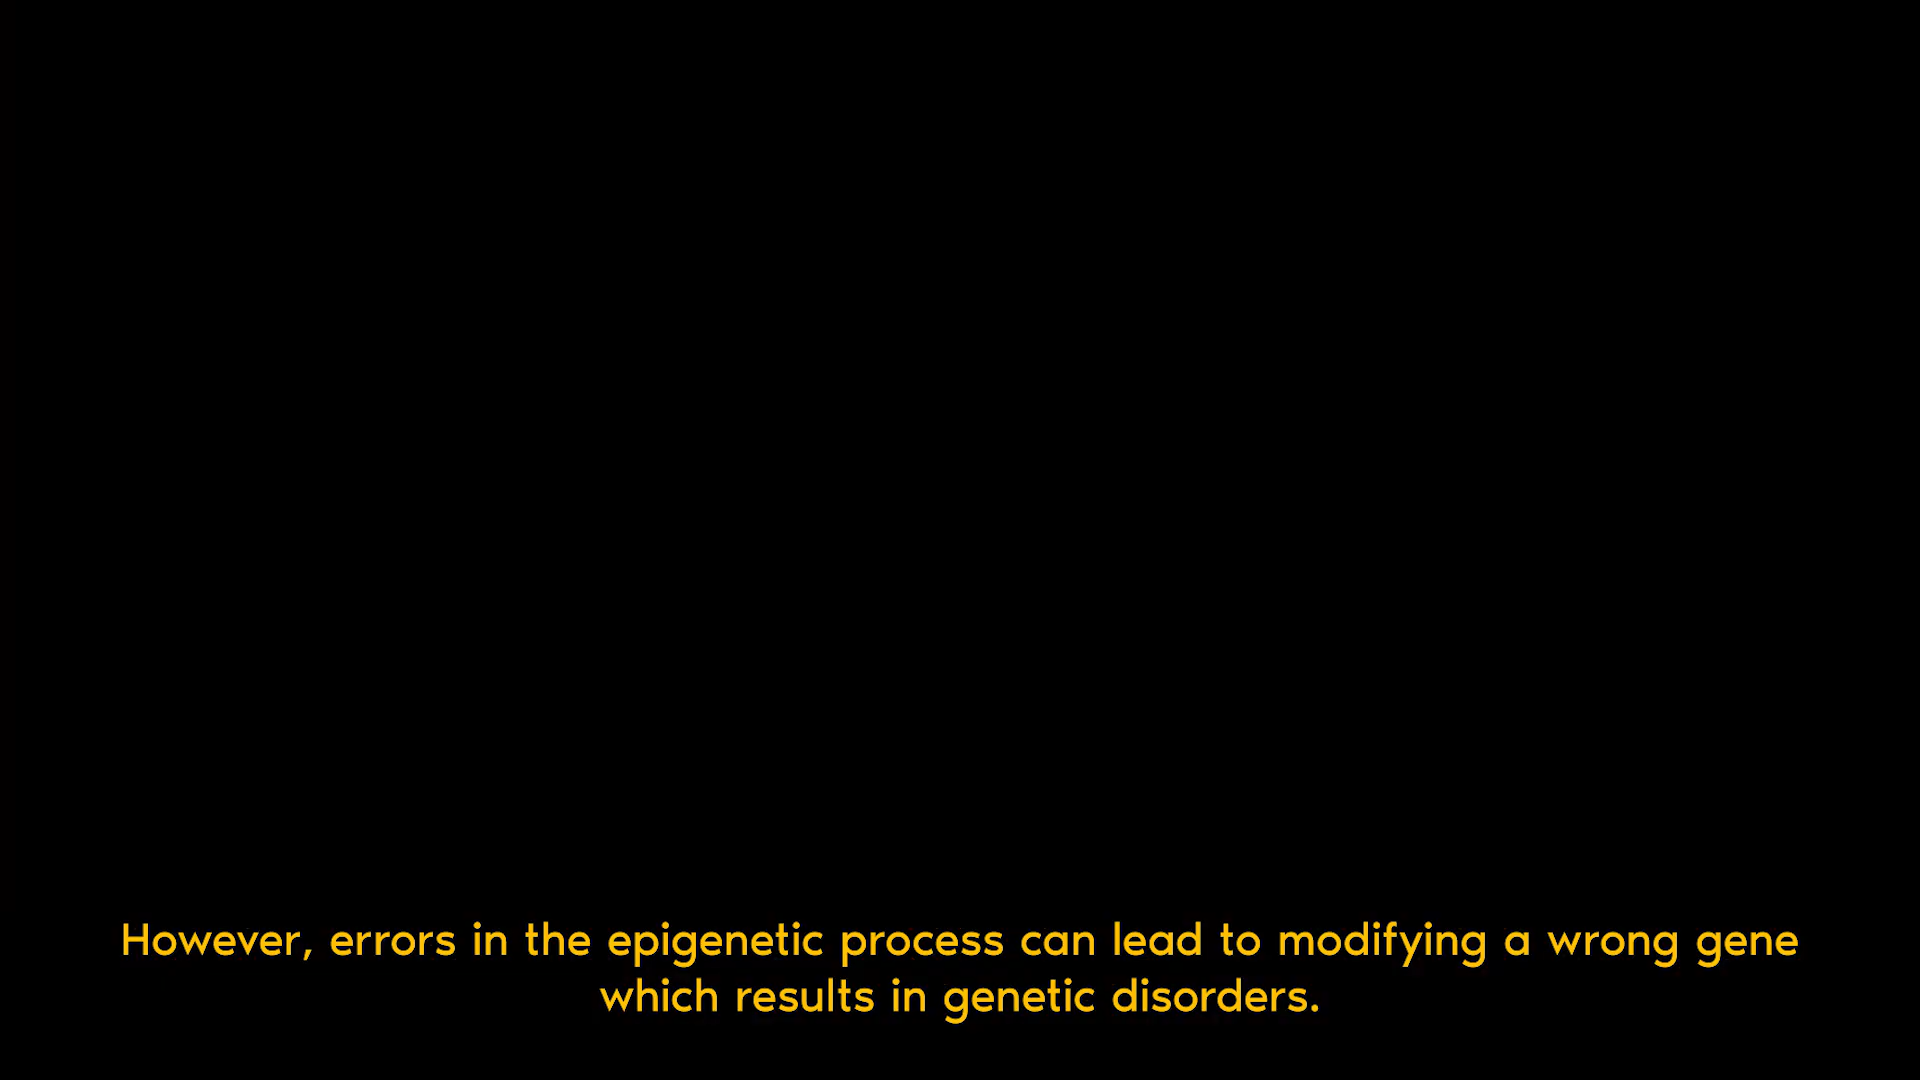 However, errors in the epigenetic process can lead to modifying a wrong gene
which results in genetic disorders.